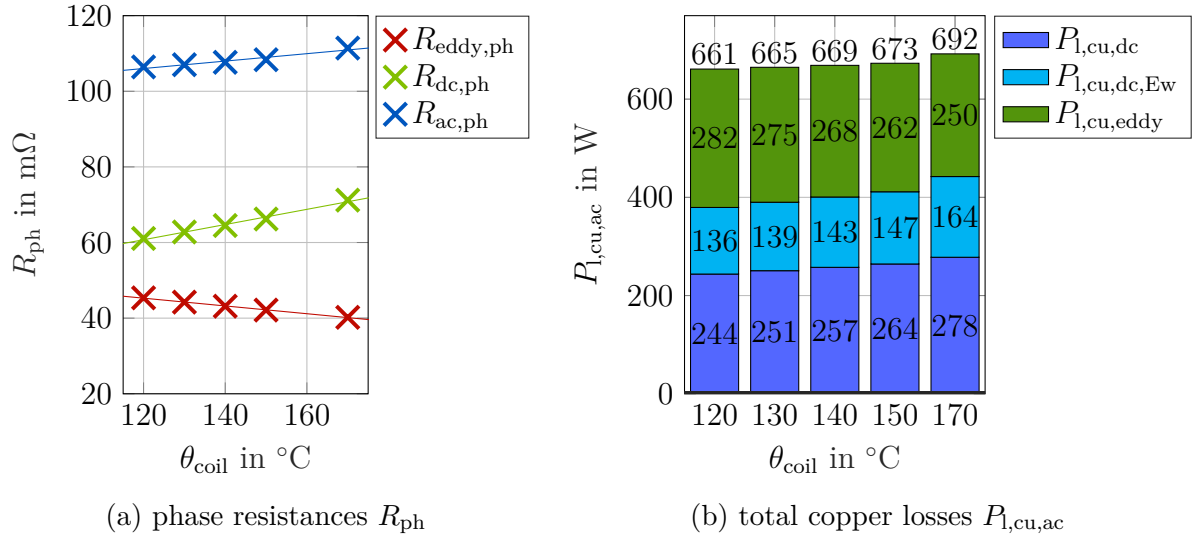 120
100
80
60
40
20
R_ph in mΩ
120 140 160
θ_coil in °C
R_eddy,ph
R_dc,ph
R_ac,ph
(a) phase resistances R_ph
600
400
200
0
P_l,cu,ac in W
661 665 669 673 692
282 275 268 262 250
136 139 143 147 164
244 251 257 264 278
120 130 140 150 170
θ_coil in °C
P_l,cu,dc
P_l,cu,dc,Ew
P_l,cu,eddy
(b) total copper losses P_l,cu,ac